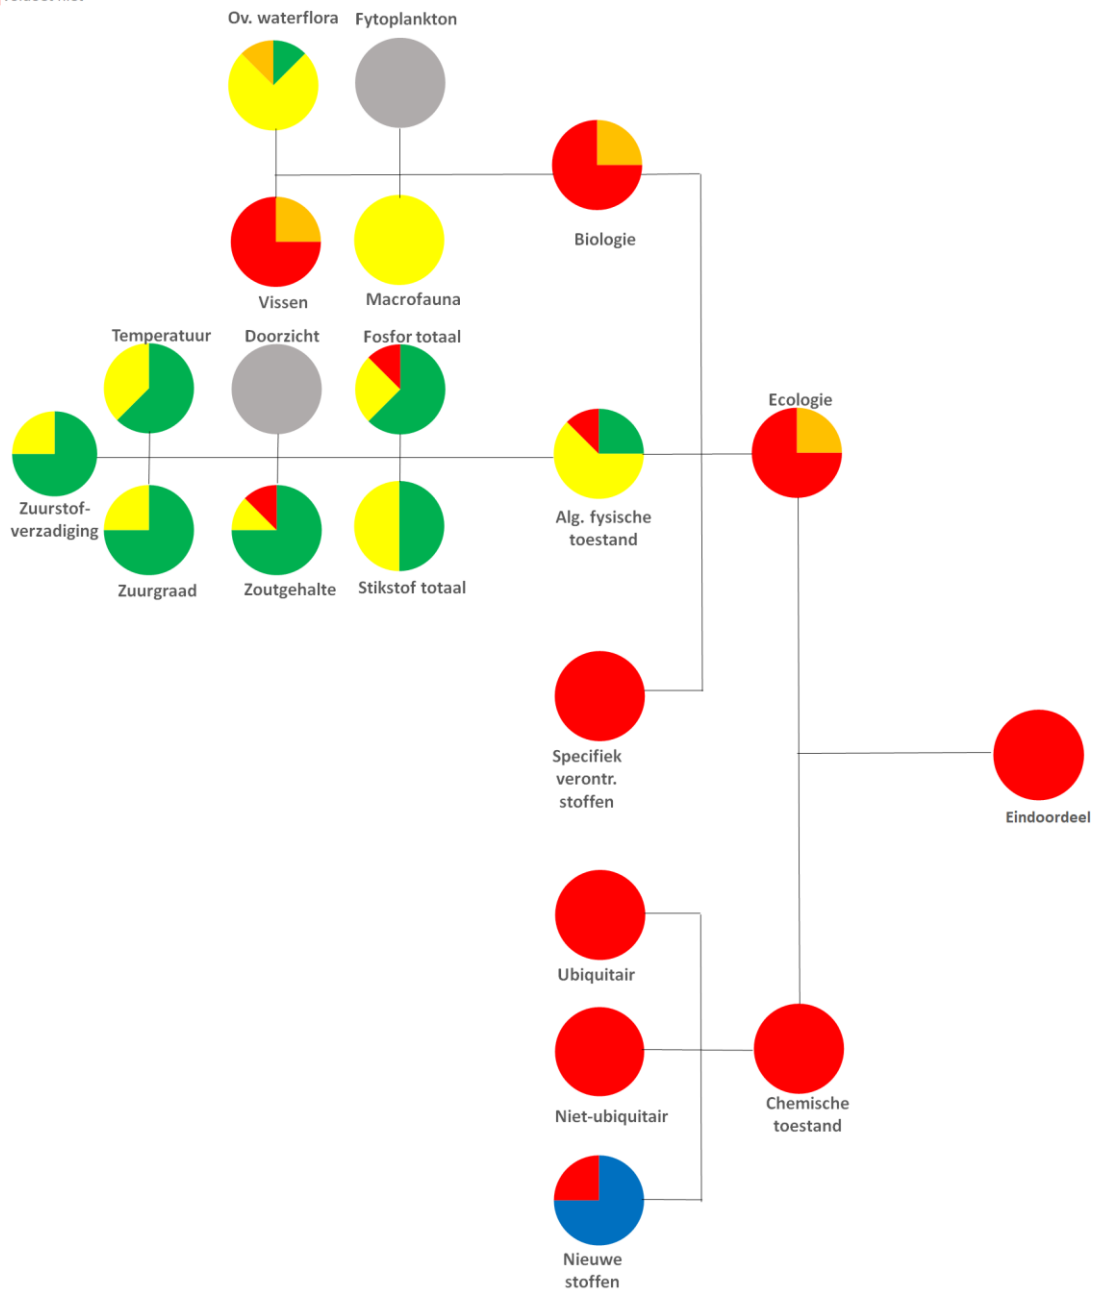 Ov. waterflora
Fytoplankton
Biologie
Vissen
Macrofauna
Temperatuur
Doorzicht
Fosfor totaal
Ecologie
Zuurstof-
verzadiging
Alg. fysische
toestand
Zuurgraad
Zoutgehalte
Stikstof totaal
Specifiek
verontr.
stoffen
Eindoordeel
Ubiquitair
Niet-ubiquitair
Chemische
toestand
Nieuwe
stoffen